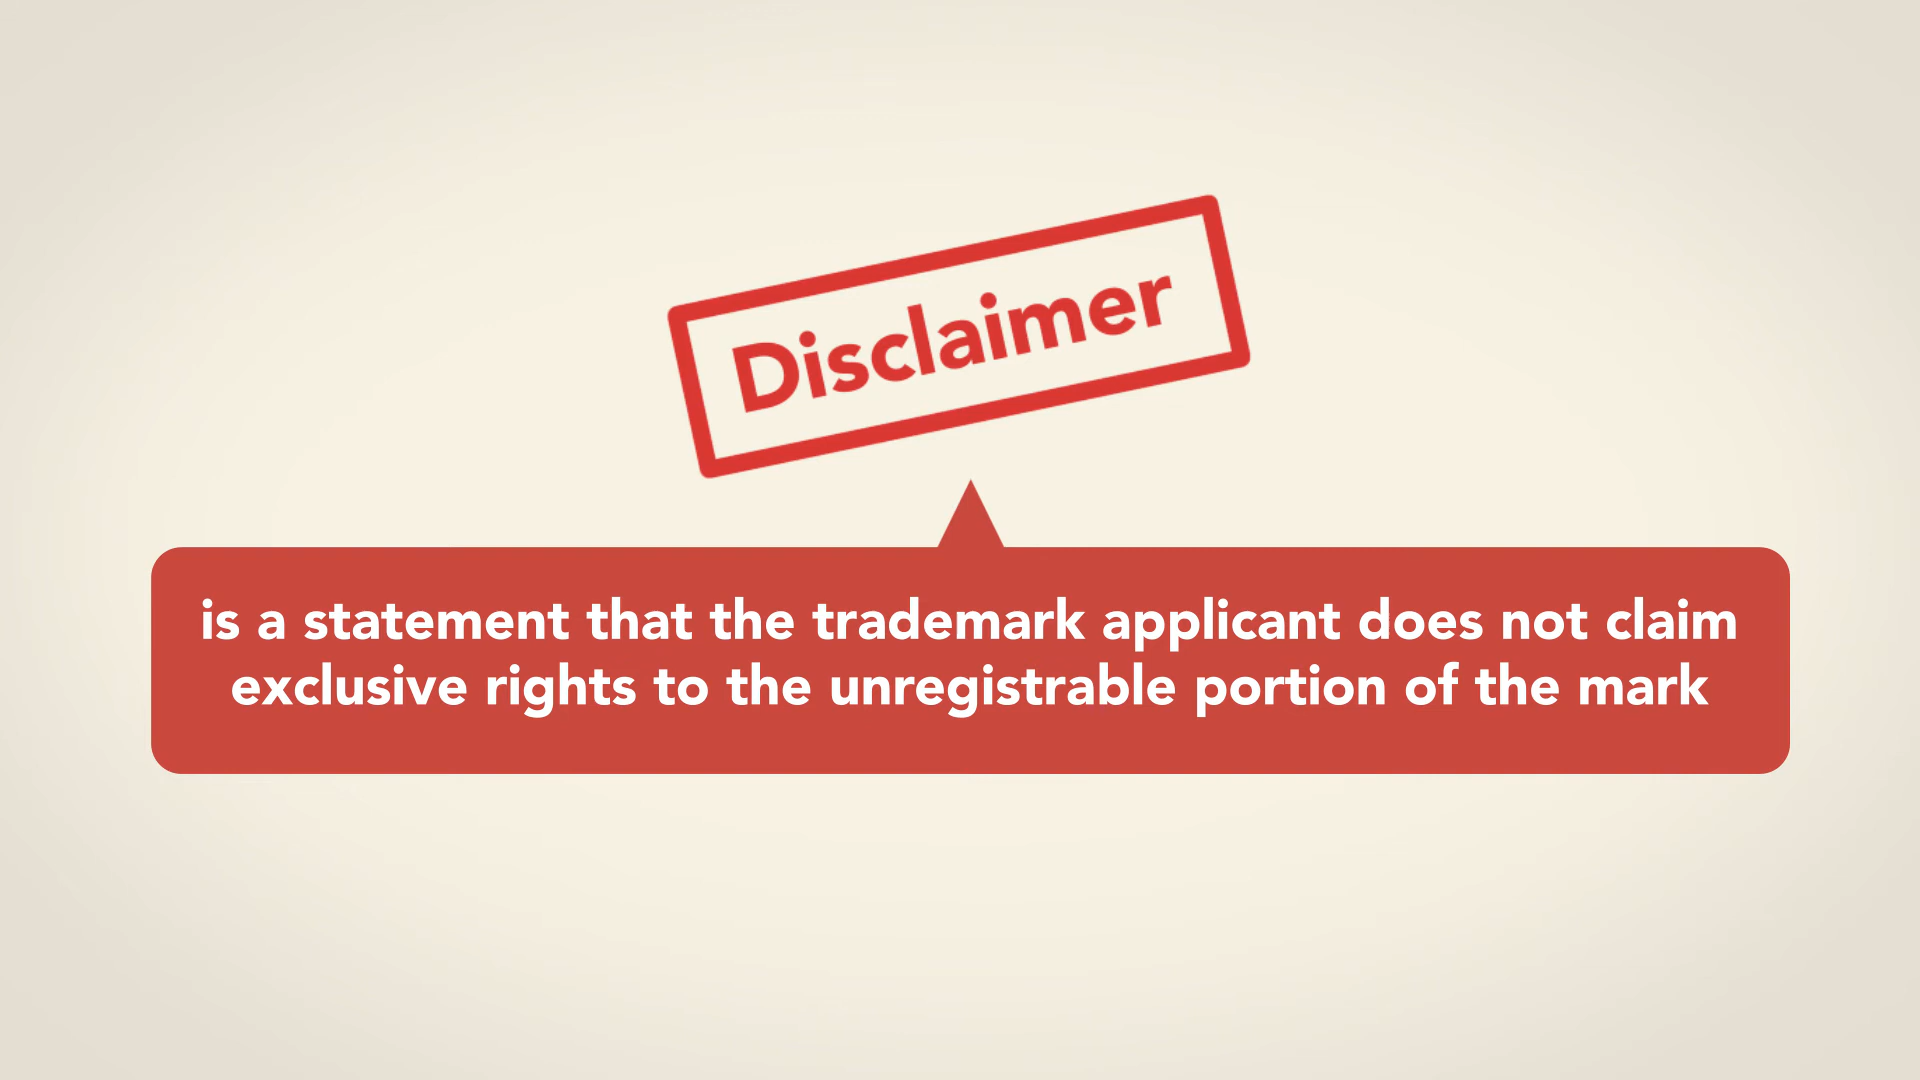 Disclaimer
is a statement that the trademark applicant does not claim
exclusive rights to the unregistrable portion of the mark